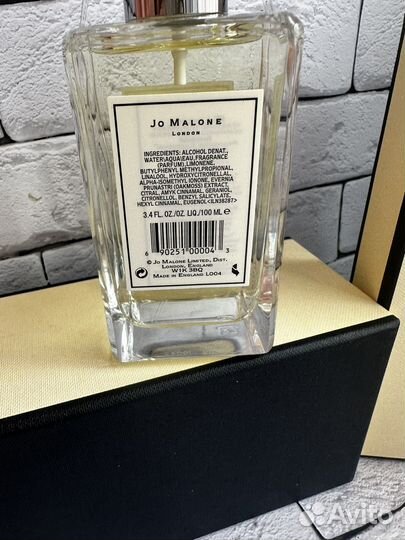 JO MALONE
LONDON
INGREDIENTS: ALCOHOL DENAT.,
WATER\AQUA\EAU, FRAGRANCE
(PARFUM), LIMONENE,
BUTYLPHENYL METHYLPROPIONAL,
LINALOOL, HYDROXYCITRONELLAL,
ALPHA-ISOMETHYL IONONE, EVERNIA
PRUNASTRI (OAKMOSS) EXTRACT,
CITRAL, AMYL CINNAMAL, GERANIOL,
CITRONELLOL, BENZYL SALICYLATE,
HEXYL CINNAMAL, EUGENOL <ILN38287>
3.4 FL.OZ./OZ. LIQ./100 ML ℮
6 90251 00004 3
© JO MALONE LIMITED, DIST.
LONDON, ENGLAND
W1K 3BQ
MADE IN ENGLAND L004
Avito